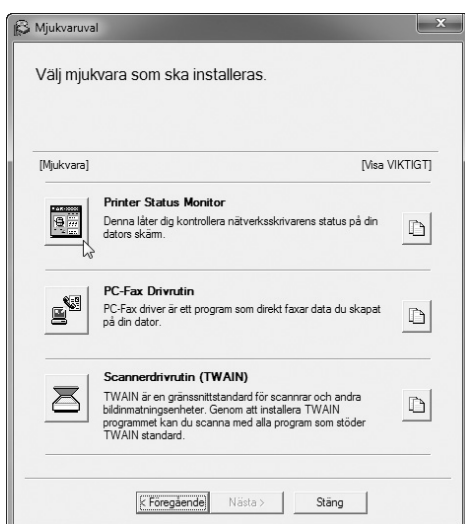 Mjukvaruval
Välj mjukvara som ska installeras.
[Mjukvara] [Visa VIKTIGT]
Printer Status Monitor
Denna låter dig kontrollera nätverksskrivarens status på din
dators skärm.
PC-Fax Drivrutin
PC-Fax driver är ett program som direkt faxar data du skapat
på din dator.
Scannerdrivrutin (TWAIN)
TWAIN är en gränssnittstandard för scannrar och andra
bildinmatningsenheter. Genom att installera TWAIN
programmet kan du scanna med alla program som stöder
TWAIN standard.
< Föregående Nästa > Stäng